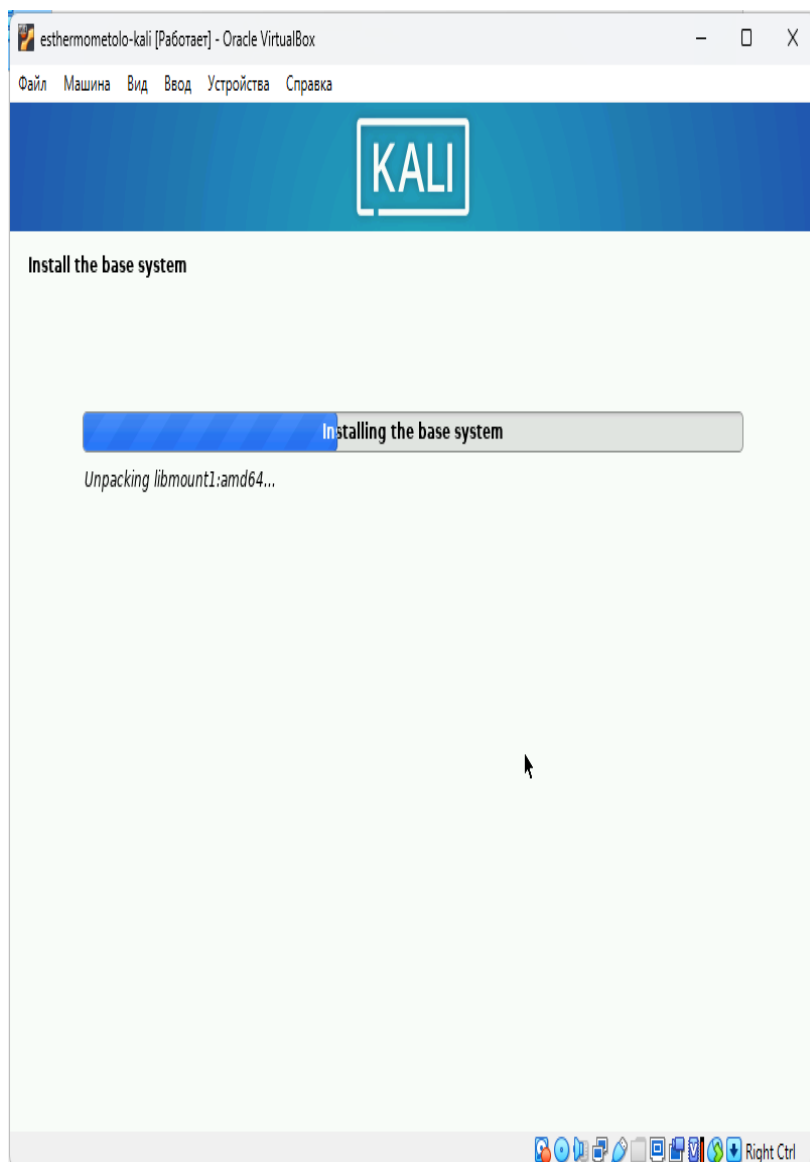 esthermometolo-kali [Работает] - Oracle VirtualBox
Файл Машина Вид Ввод Устройства Справка
KALI
Install the base system
Installing the base system
Unpacking libmount1:amd64...
Right Ctrl